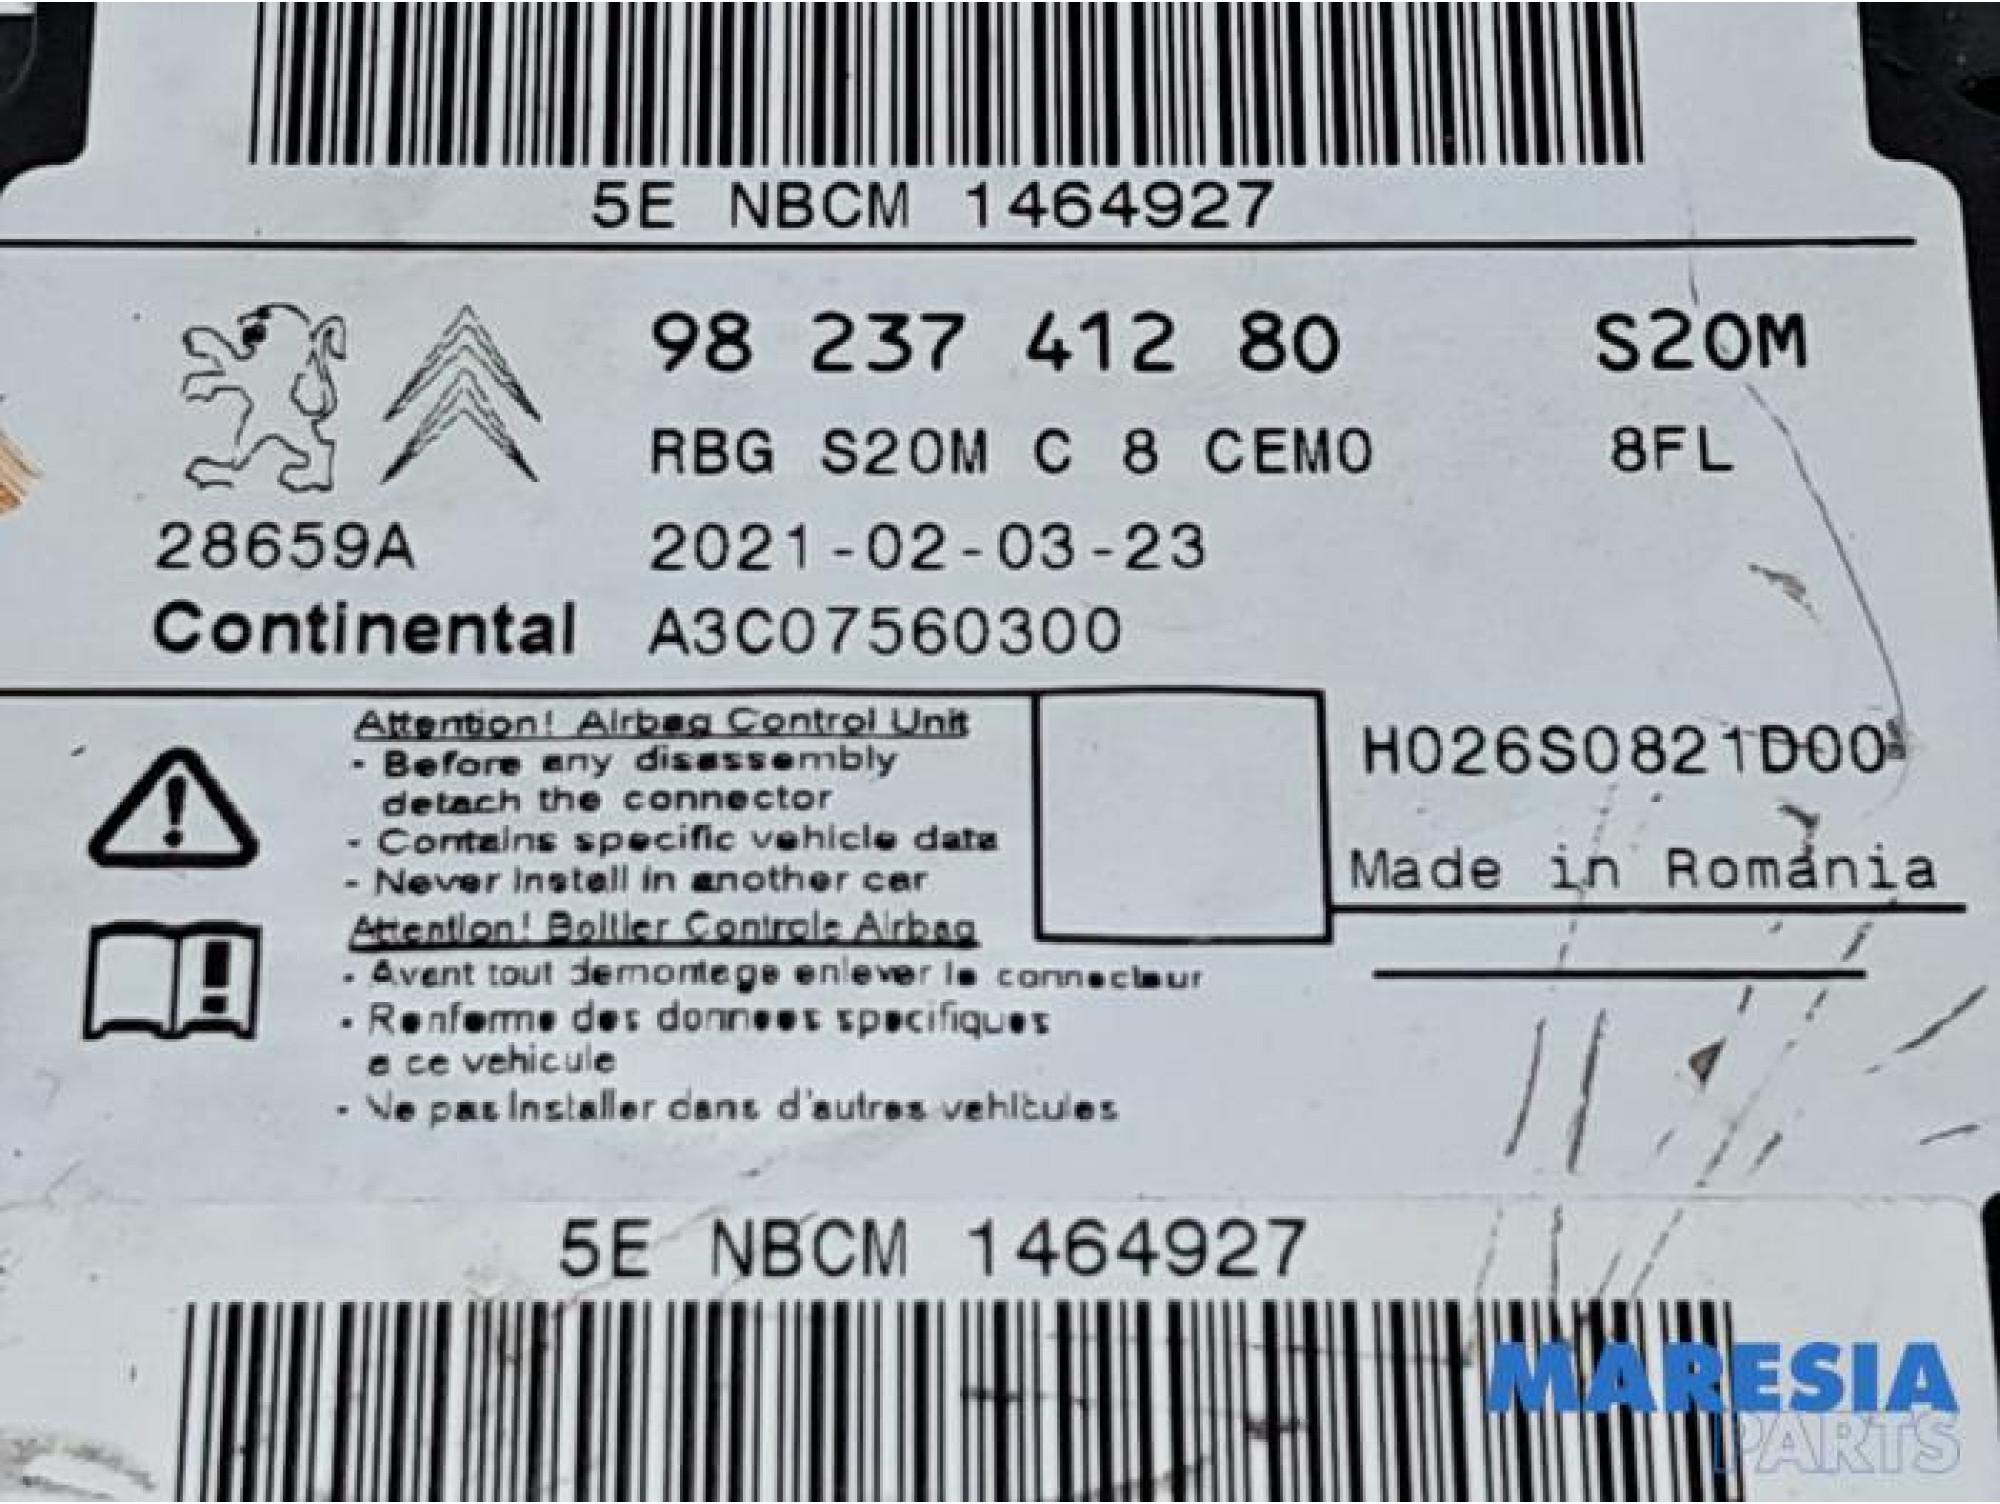 5E NBCM 1464927
98 237 412 80 S20M
RBG S20M C 8 CEM0 8FL
28659A 2021-02-03-23
Continental A3C07560300
Attention! Airbag Control Unit
- Before any disassembly
detach the connector
- Contains specific vehicle data
- Never install in another car
H026S0821D00
Made in Romania
Attention! Boitier Controle Airbag
- Avant tout demontage enlever le connecteur
- Renferme des donnees specifiques
a ce vehicule
- Ne pas installer dans d'autres vehicules
5E NBCM 1464927
MARESIA
PARTS